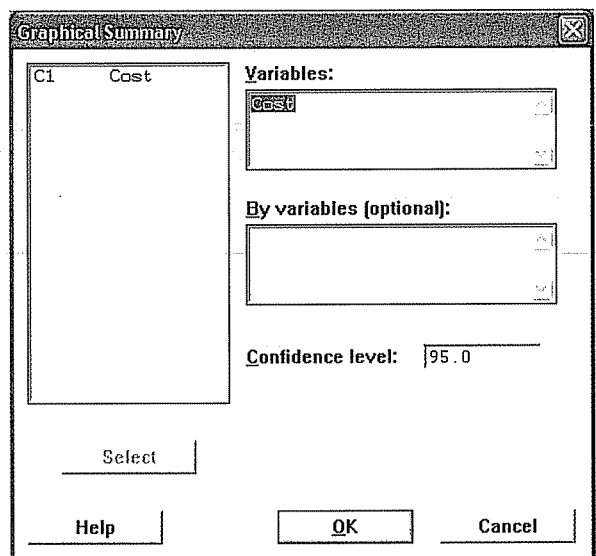 Graphical Summary
C1 Cost
Variables:
Cost
By variables (optional):
Confidence level: 95.0
Select
Help
OK
Cancel